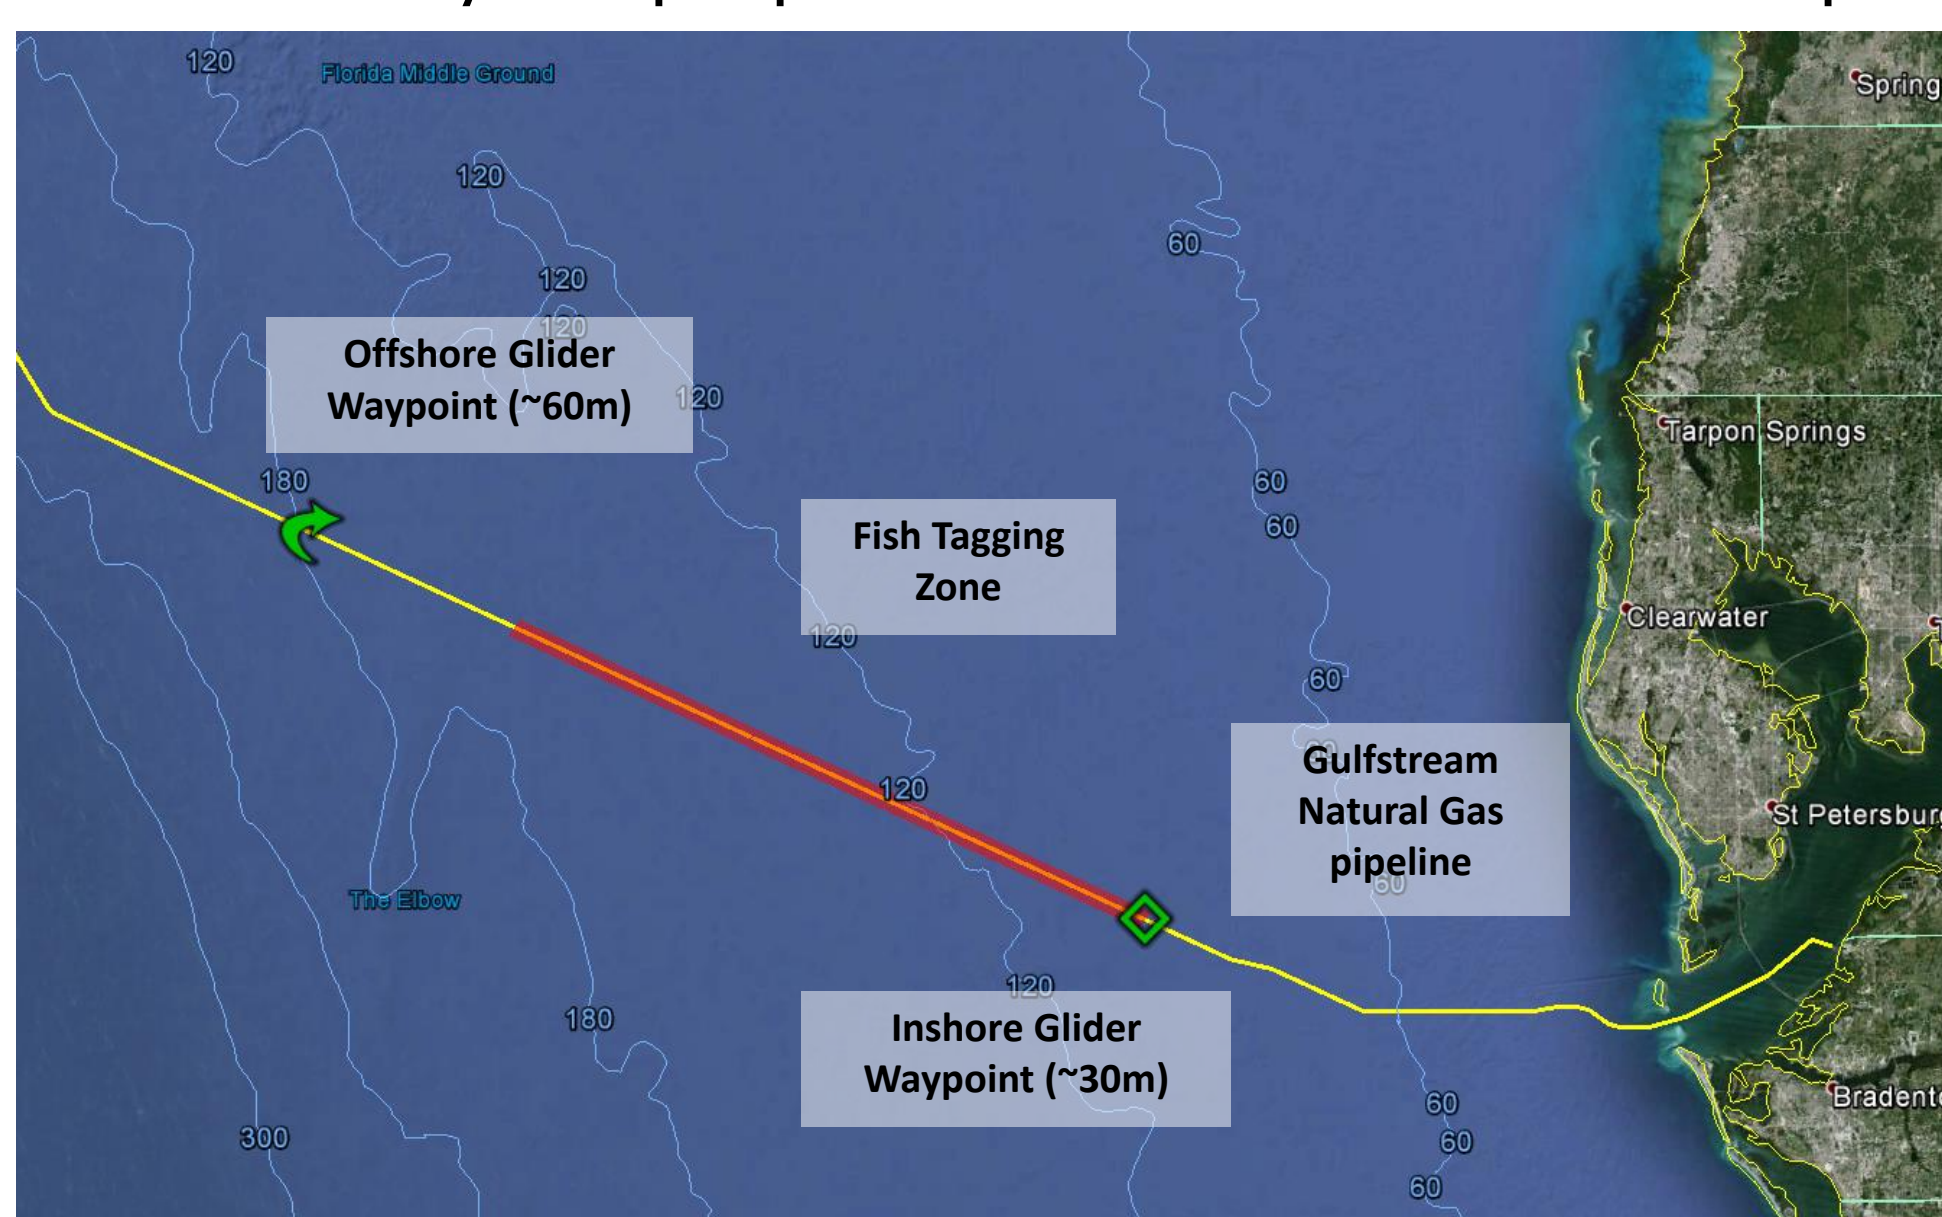 120
Florida Middle Ground
Spring
120
60
120
120
Offshore Glider
Waypoint (~60m)
120
Tarpon Springs
180
60
60
Fish Tagging
Zone
120
Clearwater
60
60
Gulfstream
Natural Gas
pipeline
60
120
St Petersbur
The Elbow
120
Inshore Glider
Waypoint (~30m)
180
60
Bradent
60
300
60